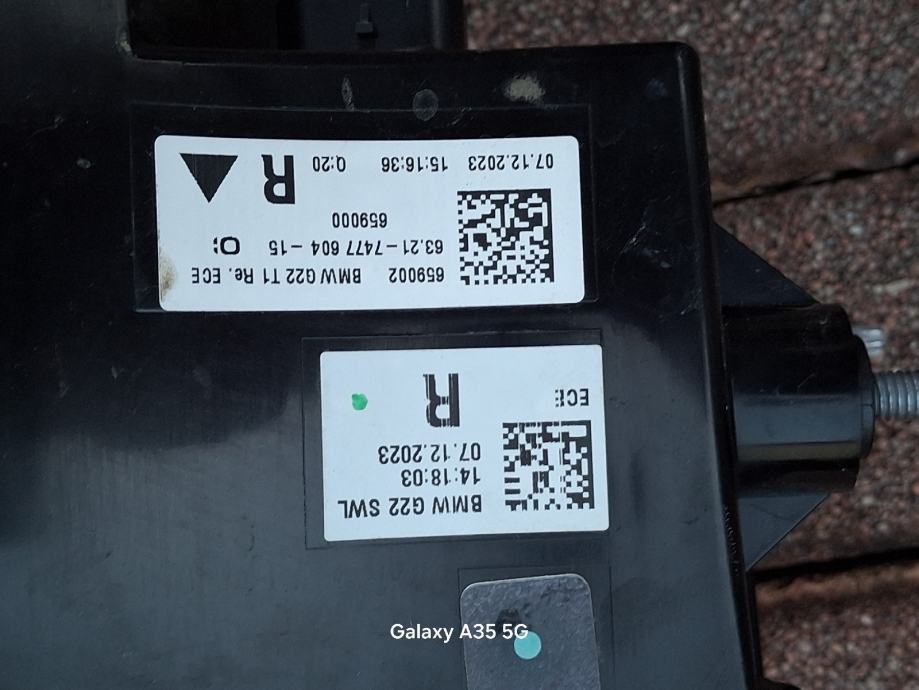 659002 BMW G22 T1 Re. ECE
63.21-7477 604-15
659000
07.12.2023 15:16:36 Q:20 R
BMW G22 SWL
14:18:03
07.12.2023
ECE R
Galaxy A35 5G